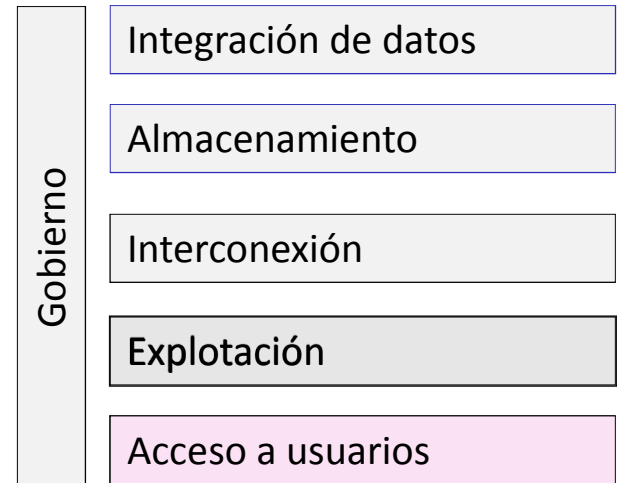 Gobierno
Integración de datos
Almacenamiento
Interconexión
Explotación
Acceso a usuarios